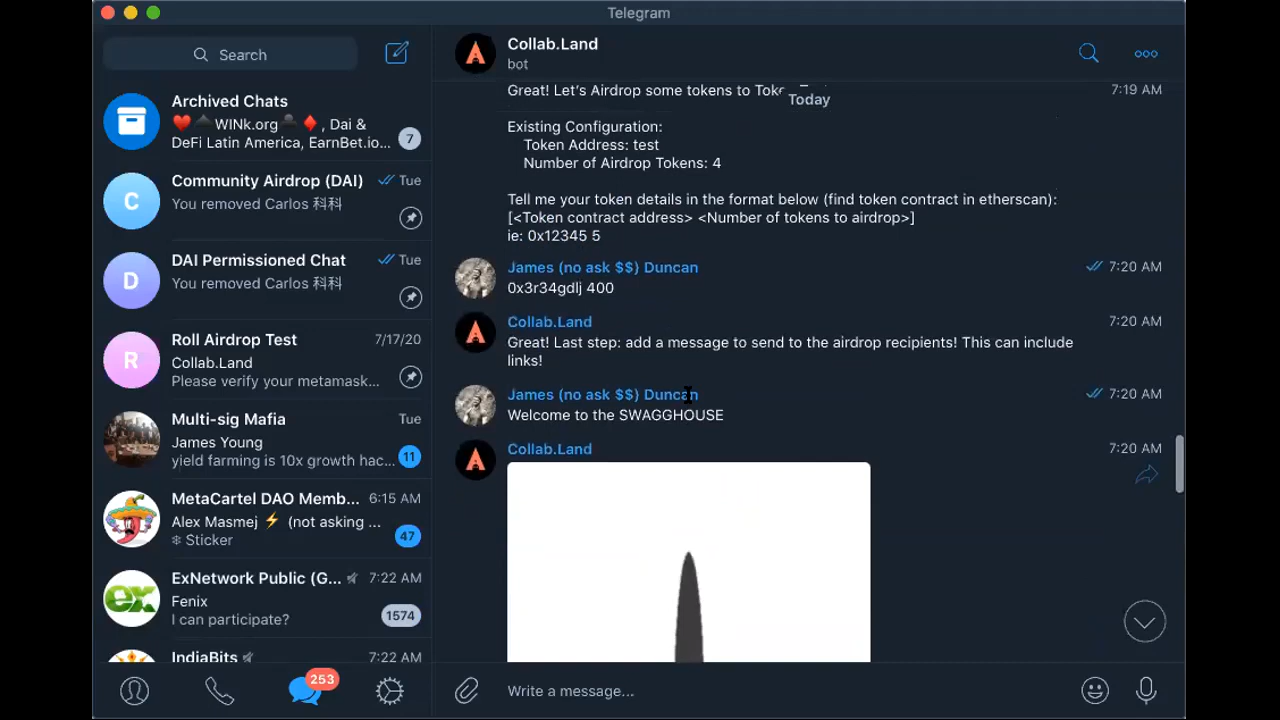 Telegram
Search
Archived Chats
♥️♠️ WINk.org ♠️♦️, Dai &
DeFi Latin America, EarnBet.io...
7
Community Airdrop (DAI)
Tue
You removed Carlos 科科
C
DAI Permissioned Chat
Tue
You removed Carlos 科科
D
Roll Airdrop Test
7/17/20
Collab.Land
Please verify your metamask...
R
Multi-sig Mafia
Tue
James Young
yield farming is 10x growth hac...
11
MetaCartel DAO Memb...
6:15 AM
Alex Masmej ⚡ (not asking ...
❄ Sticker
47
ExNetwork Public (G...
7:22 AM
Fenix
I can participate?
1574
ex
IndiaBits
7:22 AM
253
Collab.Land
bot
Great! Let's Airdrop some tokens to
7:19 AM
Today
Existing Configuration:
Token Address: test
Number of Airdrop Tokens: 4
Tell me your token details in the format below (find token contract in etherscan):
[<Token contract address> <Number of tokens to airdrop>]
ie: 0x12345 5
James (no ask $$) Duncan
7:20 AM
0x3r34gdlj 400
Collab.Land
7:20 AM
Great! Last step: add a message to send to the airdrop recipients! This can include
links!
James (no ask $$) Duncan
7:20 AM
Welcome to the SWAGGHOUSE
Collab.Land
7:20 AM
Write a message...